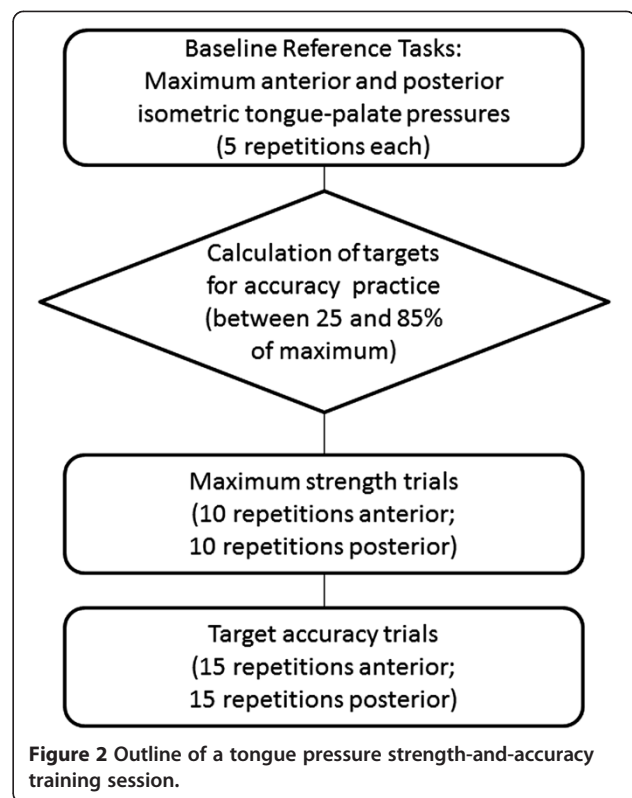 Baseline Reference Tasks:
Maximum anterior and posterior
isometric tongue-palate pressures
(5 repetitions each)
Calculation of targets
for accuracy practice
(between 25 and 85%
of maximum)
Maximum strength trials
(10 repetitions anterior;
10 repetitions posterior)
Target accuracy trials
(15 repetitions anterior;
15 repetitions posterior)
Figure 2 Outline of a tongue pressure strength-and-accuracy
training session.